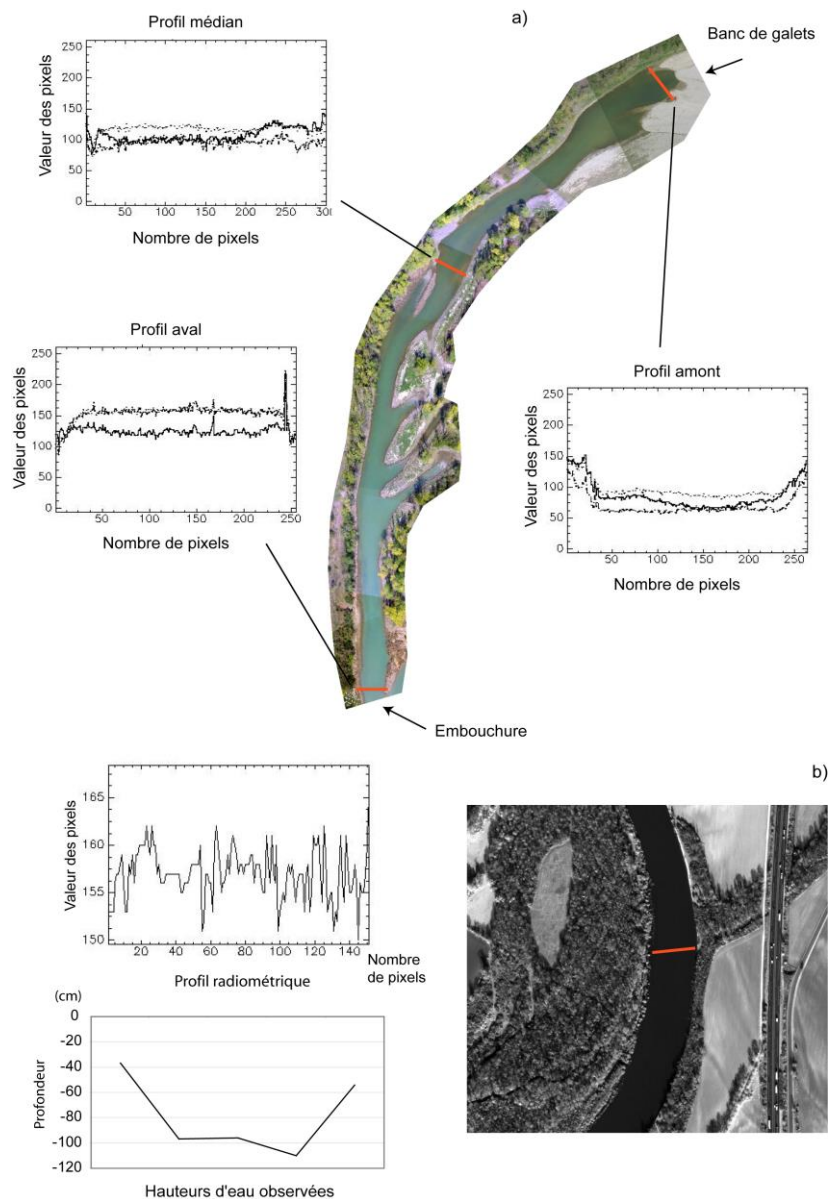 a)
Profil médian
Valeur des pixels
250
200
150
100
50
0
50 100 150 200 250 300
Nombre de pixels
Banc de galets
Profil aval
Valeur des pixels
250
200
150
100
50
0
50 100 150 200 250
Nombre de pixels
Profil amont
Valeur des pixels
250
200
150
100
50
0
50 100 150 200 250
Nombre de pixels
Embouchure
b)
Valeur des pixels
165
160
155
150
20 40 60 80 100 120 140
Nombre
de pixels
Profil radiométrique
(cm)
Profondeur
0
-20
-40
-60
-80
-100
-120
Hauteurs d'eau observées